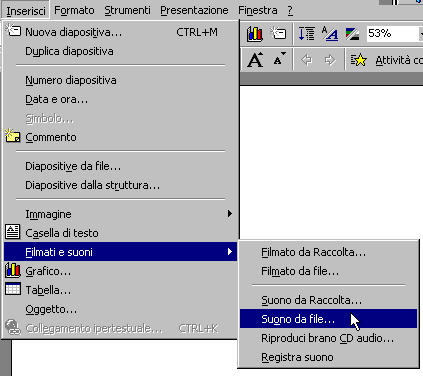 Inserisci Formato Strumenti Presentazione Finestra ?
Nuova diapositiva... CTRL+M
Duplica diapositiva
53%
Attività co
Numero diapositiva
Data e ora...
Simbolo...
Commento
Diapositive da file...
Diapositive dalla struttura...
Immagine
Casella di testo
Filmati e suoni
Grafico...
Tabella...
Oggetto...
Collegamento ipertestuale... CTRL+K
Filmato da Raccolta...
Filmato da file...
Suono da Raccolta...
Suono da file...
Riproduci brano CD audio...
Registra suono